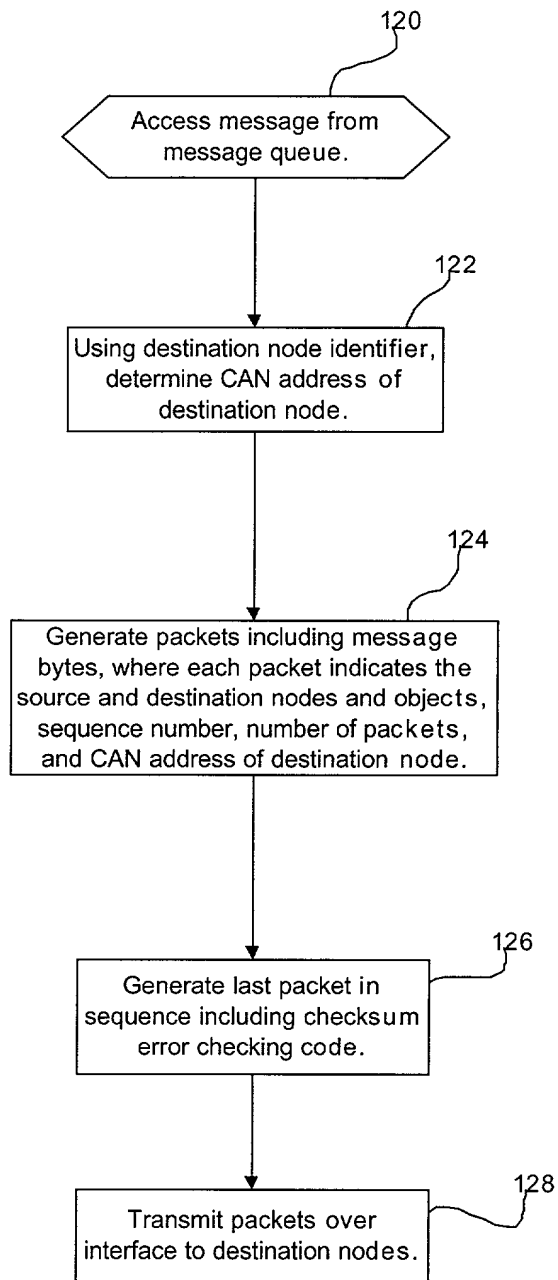 120
Access message from
message queue.
122
Using destination node identifier,
determine CAN address of
destination node.
124
Generate packets including message
bytes, where each packet indicates the
source and destination nodes and objects,
sequence number, number of packets,
and CAN address of destination node.
126
Generate last packet in
sequence including checksum
error checking code.
128
Transmit packets over
interface to destination nodes.